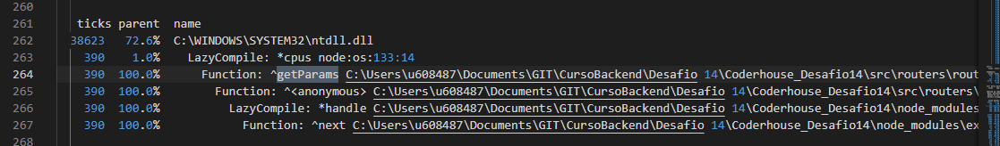 260
261 ticks parent name
262 38623 72.6% C:\WINDOWS\SYSTEM32\ntdll.dll
263 390 1.0% LazyCompile: *cpus node:os:133:14
264 390 100.0% Function: ^getParams C:\Users\u608487\Documents\GIT\CursoBackend\Desafio 14\Coderhouse_Desafio14\src\routers\rout
265 390 100.0% Function: ^<anonymous> C:\Users\u608487\Documents\GIT\CursoBackend\Desafio 14\Coderhouse_Desafio14\src\routers\
266 390 100.0% LazyCompile: *handle C:\Users\u608487\Documents\GIT\CursoBackend\Desafio 14\Coderhouse_Desafio14\node_modules
267 390 100.0% Function: ^next C:\Users\u608487\Documents\GIT\CursoBackend\Desafio 14\Coderhouse_Desafio14\node_modules\ex
268